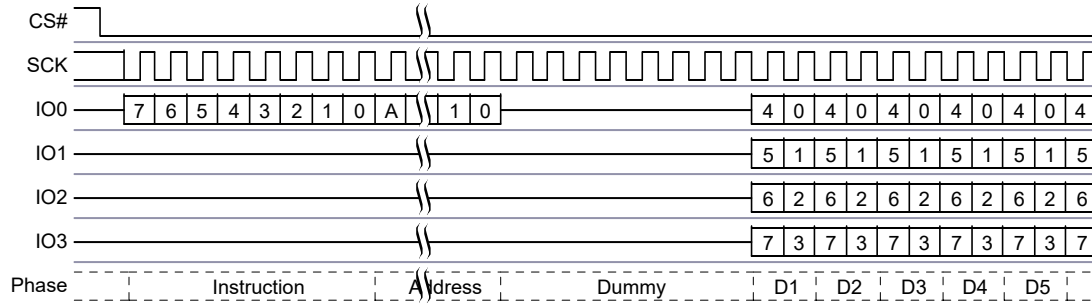 CS#
SCK
IO0 7 6 5 4 3 2 1 0 A 1 0 4 0 4 0 4 0 4 0 4 0 4
IO1 5 1 5 1 5 1 5 1 5 1 5
IO2 6 2 6 2 6 2 6 2 6 2 6
IO3 7 3 7 3 7 3 7 3 7 3 7
Phase Instruction Address Dummy D1 D2 D3 D4 D5